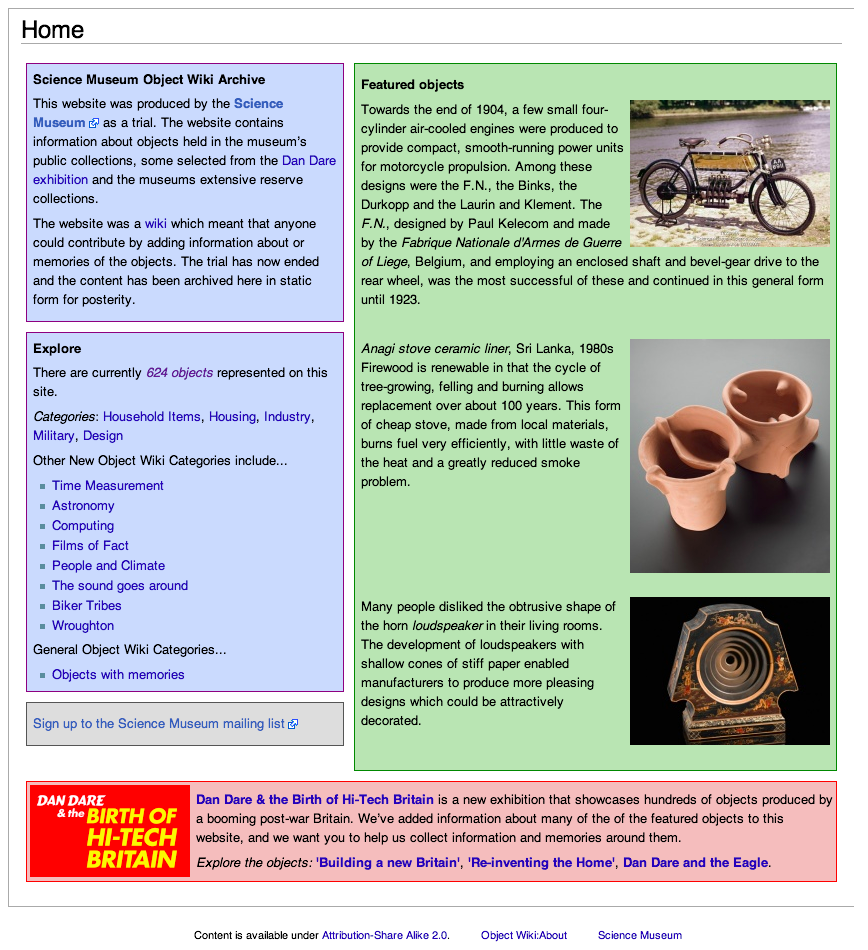 Home
Science Museum Object Wiki Archive
This website was produced by the Science
Museum as a trial. The website contains
information about objects held in the museum's
public collections, some selected from the Dan Dare
exhibition and the museums extensive reserve
collections.
The website was a wiki which meant that anyone
could contribute by adding information about or
memories of the objects. The trial has now ended
and the content has been archived here in static
form for posterity.
Explore
There are currently 624 objects represented on this
site.
Categories: Household Items, Housing, Industry,
Military, Design
Other New Object Wiki Categories include...
Time Measurement
Astronomy
Computing
Films of Fact
People and Climate
The sound goes around
Biker Tribes
Wroughton
General Object Wiki Categories...
Objects with memories
Sign up to the Science Museum mailing list
Featured objects
Towards the end of 1904, a few small four-
cylinder air-cooled engines were produced to
provide compact, smooth-running power units
for motorcycle propulsion. Among these
designs were the F.N., the Binks, the
Durkopp and the Laurin and Klement. The
F.N., designed by Paul Kelecom and made
by the Fabrique Nationale d'Armes de Guerre
of Liege, Belgium, and employing an enclosed shaft and bevel-gear drive to the
rear wheel, was the most successful of these and continued in this general form
until 1923.
Anagi stove ceramic liner, Sri Lanka, 1980s
Firewood is renewable in that the cycle of
tree-growing, felling and burning allows
replacement over about 100 years. This form
of cheap stove, made from local materials,
burns fuel very efficiently, with little waste of
the heat and a greatly reduced smoke
problem.
Many people disliked the obtrusive shape of
the horn loudspeaker in their living rooms.
The development of loudspeakers with
shallow cones of stiff paper enabled
manufacturers to produce more pleasing
designs which could be attractively
decorated.
DAN DARE
& the BIRTH OF
HI-TECH
BRITAIN
Dan Dare & the Birth of Hi-Tech Britain is a new exhibition that showcases hundreds of objects produced by
a booming post-war Britain. We've added information about many of the of the featured objects to this
website, and we want you to help us collect information and memories around them.
Explore the objects: 'Building a new Britain', 'Re-inventing the Home', Dan Dare and the Eagle.
Content is available under Attribution-Share Alike 2.0. Object Wiki:About Science Museum